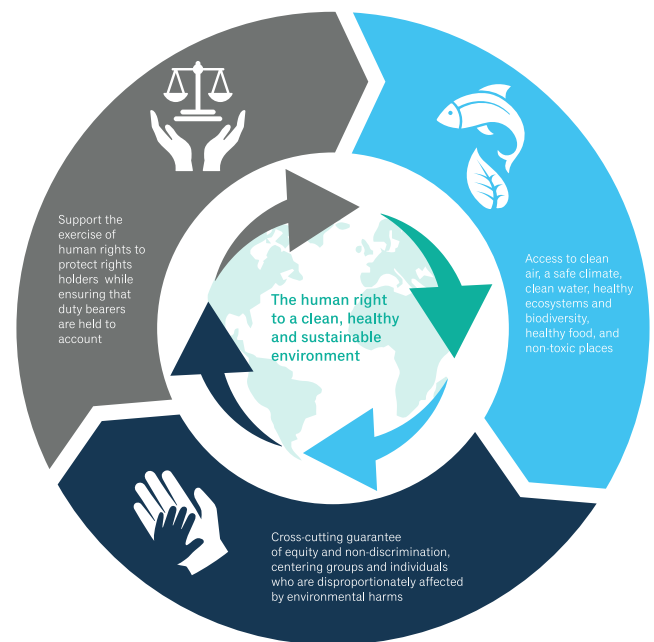 Support the
exercise of
human rights to
protect rights
holders while
ensuring that
duty bearers
are held to
account
The human right
to a clean, healthy
and sustainable
environment
Access to clean
air, a safe climate,
clean water, healthy
ecosystems and
biodiversity,
healthy food, and
non-toxic places
Cross-cutting guarantee
of equity and non-discrimination,
centering groups and individuals
who are disproportionately affected
by environmental harms